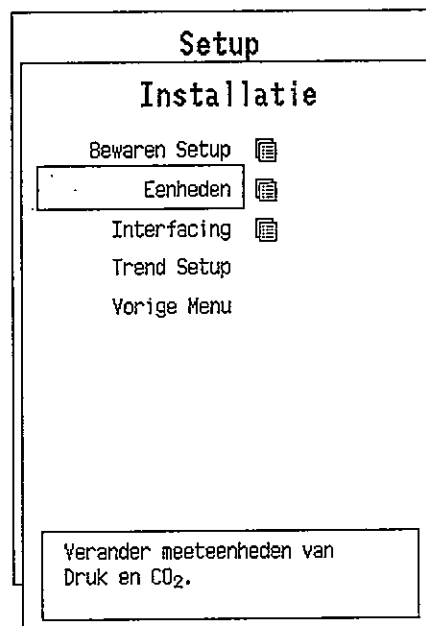 Setup
Installatie
Bewaren Setup
Eenheden
Interfacing
Trend Setup
Vorige Menu
Verander meeteenheden van
Druk en CO₂.